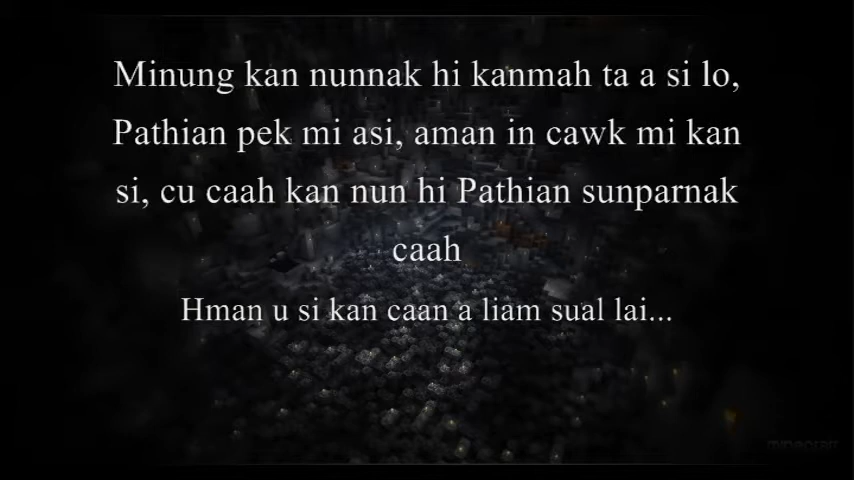 Minung kan nunnak hi kanmah ta a si lo,
Pathian pek mi asi, aman in cawk mi kan
si, cu caah kan nun hi Pathian sunparnak
caah
Hman u si kan caan a liam sual lai...